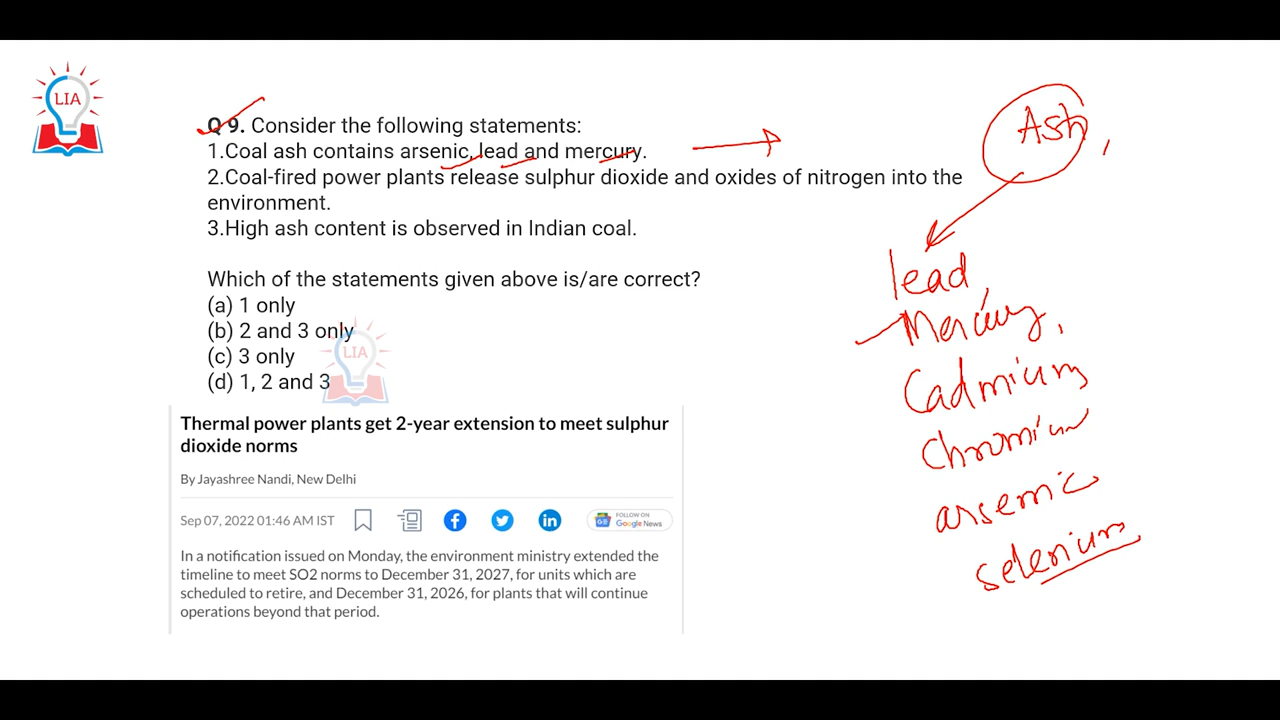 LIA
Q 9. Consider the following statements:
1.Coal ash contains arsenic, lead and mercury.
2.Coal-fired power plants release sulphur dioxide and oxides of nitrogen into the
environment.
3.High ash content is observed in Indian coal.
Which of the statements given above is/are correct?
(a) 1 only
(b) 2 and 3 only
(c) 3 only
(d) 1, 2 and 3
LIA
Thermal power plants get 2-year extension to meet sulphur
dioxide norms
By Jayashree Nandi, New Delhi
Sep 07, 2022 01:46 AM IST
FOLLOW ON
Google News
In a notification issued on Monday, the environment ministry extended the
timeline to meet SO2 norms to December 31, 2027, for units which are
scheduled to retire, and December 31, 2026, for plants that will continue
operations beyond that period.
Ash,
lead,
Mercury,
Cadmium
chromium
arsenic
selenium